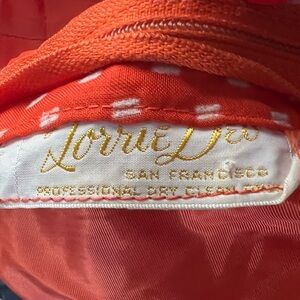 Lorrie Deb
SAN FRANCISCO
PROFESSIONAL DRY CLEAN